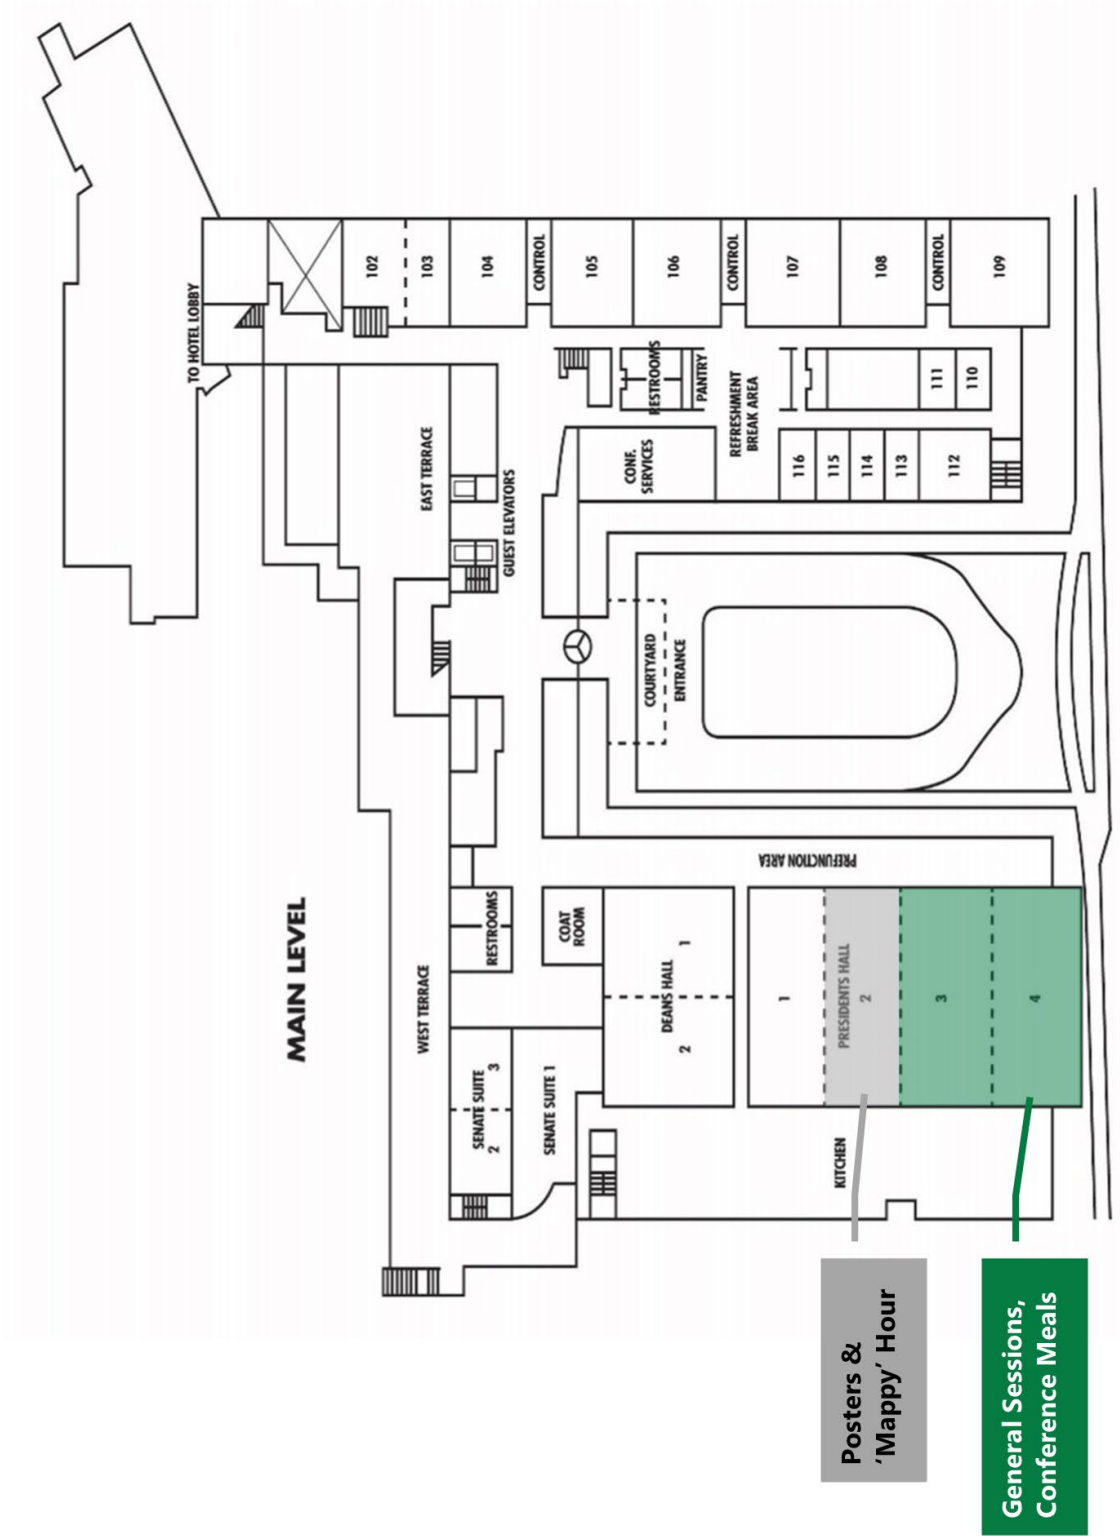 MAIN LEVEL
TO HOTEL LOBBY
102
103
104
CONTROL
105
106
CONTROL
107
108
CONTROL
109
RESTROOMS
PANTRY
REFRESHMENT
BREAK AREA
111
110
EAST TERRACE
GUEST ELEVATORS
CONF.
SERVICES
116
115
114
113
112
COURTYARD
ENTRANCE
PREFUNCTION AREA
WEST TERRACE
RESTROOMS
COAT
ROOM
DEANS HALL
1
2
PRESIDENTS HALL
1
2
3
4
SENATE SUITE
3
2
SENATE SUITE 1
KITCHEN
Posters &
‘Mappy’ Hour
General Sessions,
Conference Meals